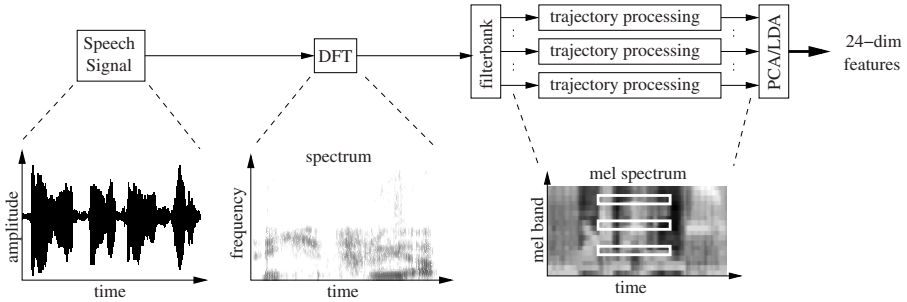 Speech
Signal
DFT
filterbank
trajectory processing
trajectory processing
trajectory processing
PCA/LDA
24-dim
features
amplitude
time
spectrum
frequency
time
mel spectrum
mel band
time